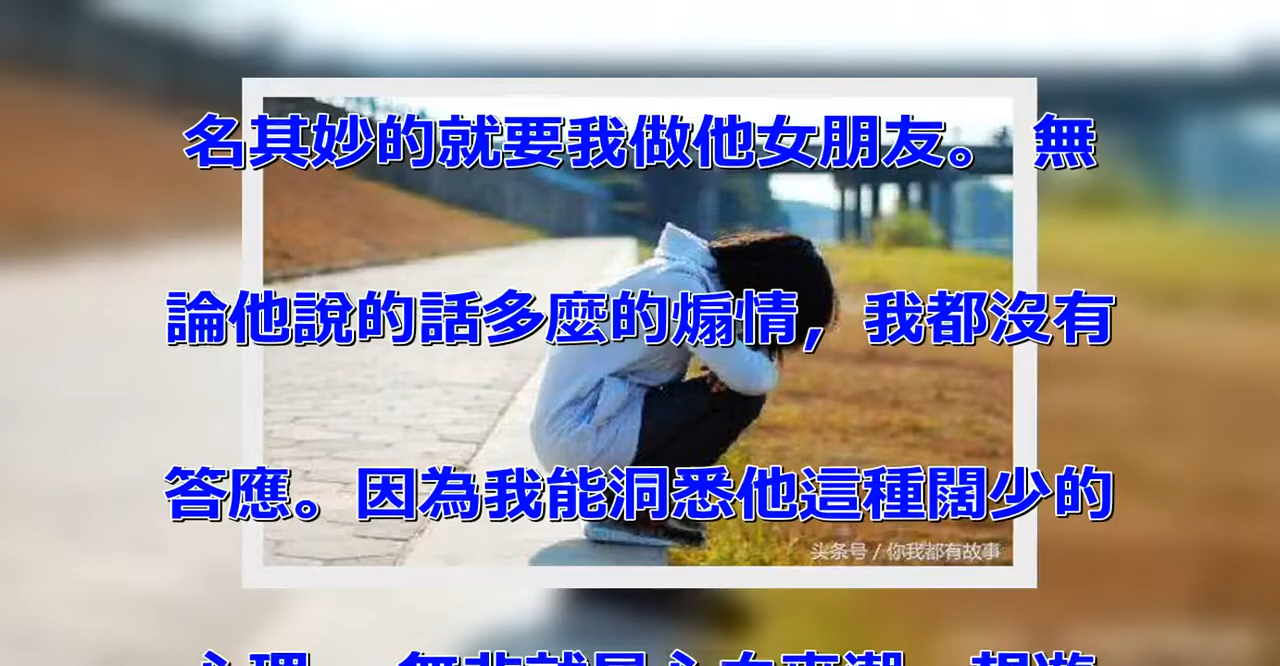 名其妙的就要我做他女朋友。 無
論他說的話多麼的煽情，我都沒有
答應。因為我能洞悉他這種闊少的
头条号 / 你我都有故事